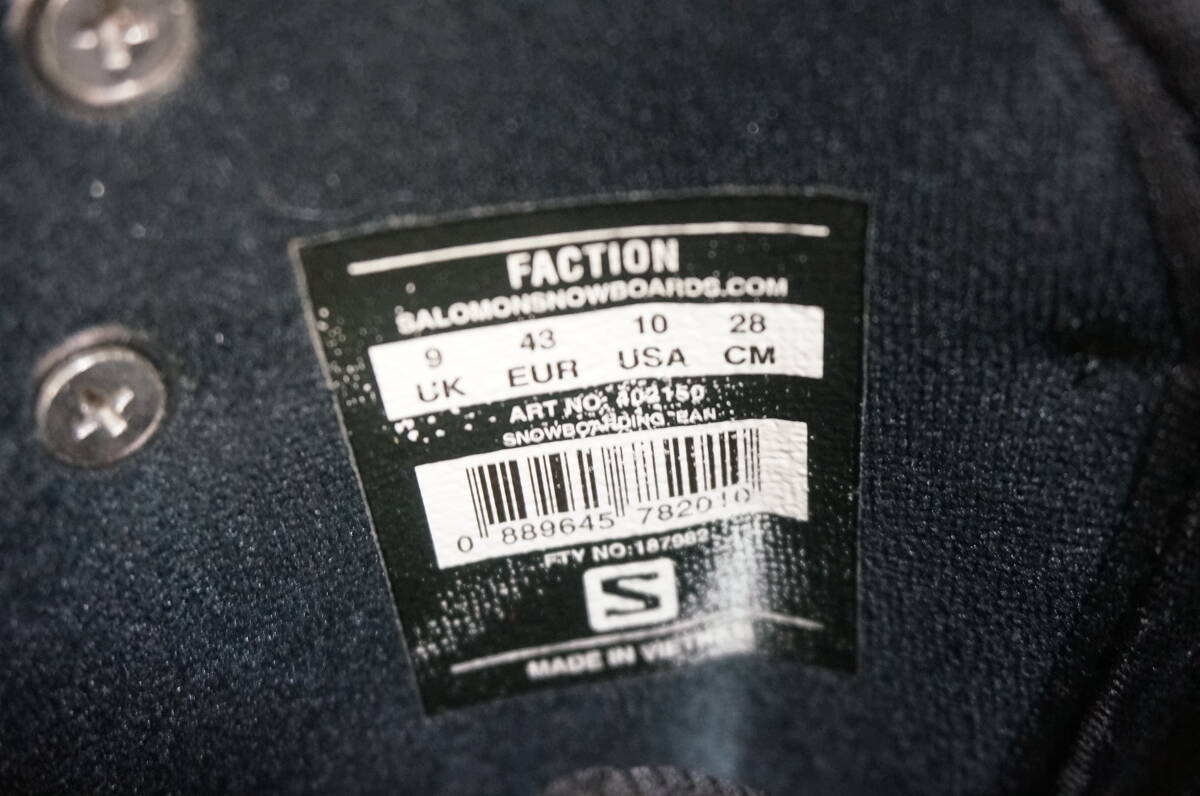 FACTION
SALOMONSNOWBOARDS.COM
9 43 10 28
UK EUR USA CM
ART NO: 402150
SNOWBOARDING EAN
0 889645 782010
FTY NO:187982
S
MADE IN VIETNAM